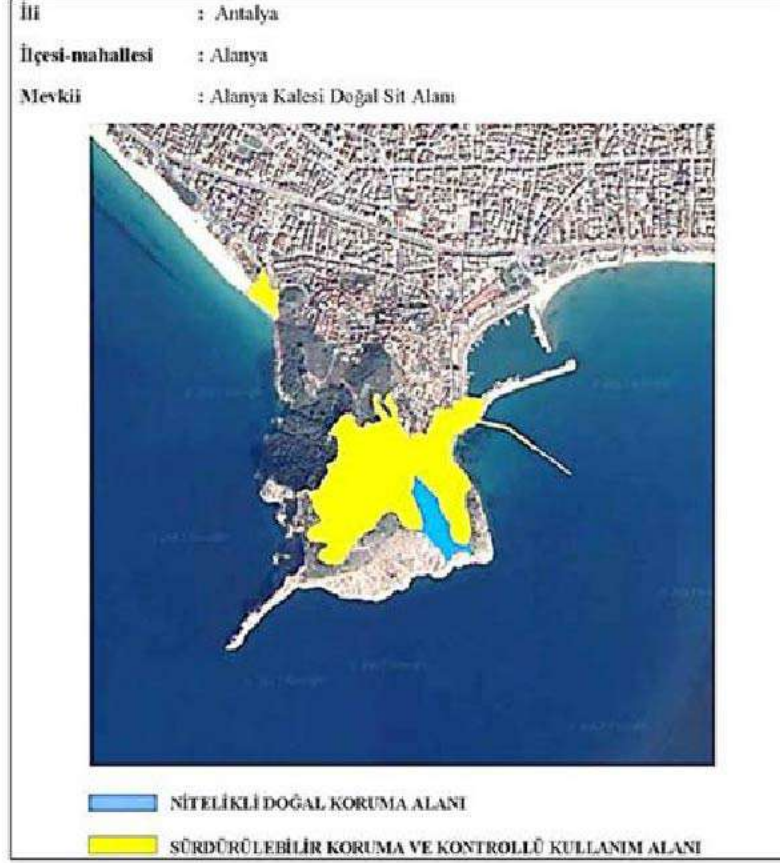 İli : Antalya
İlçesi-mahallesi : Alanya
Mevkii : Alanya Kalesi Doğal Sit Alanı
NİTELİKLİ DOĞAL KORUMA ALANI
SÜRDÜRÜLEBİLİR KORUMA VE KONTROLLÜ KULLANIM ALANI